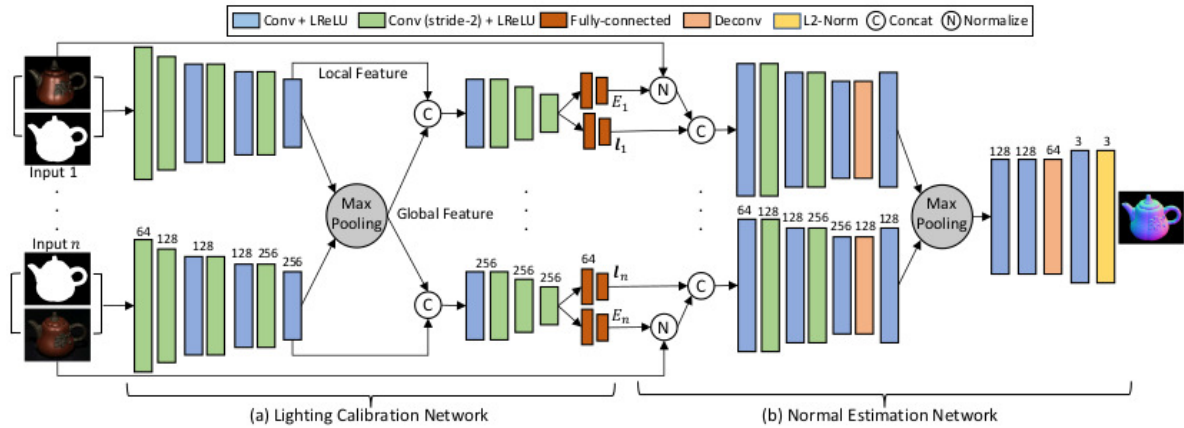 Conv + LReLU Conv (stride-2) + LReLU Fully-connected Deconv L2-Norm C Concat N Normalize
Local Feature
E1
N
C
l1
C
Input 1
Max
Pooling
Global Feature
Max
Pooling
128 128 64 3 3
Input n
64 128 128 128 256 256
C
256 256 256 64
ln
En
C
N
64 128 128 256 256 128 128
(a) Lighting Calibration Network
(b) Normal Estimation Network